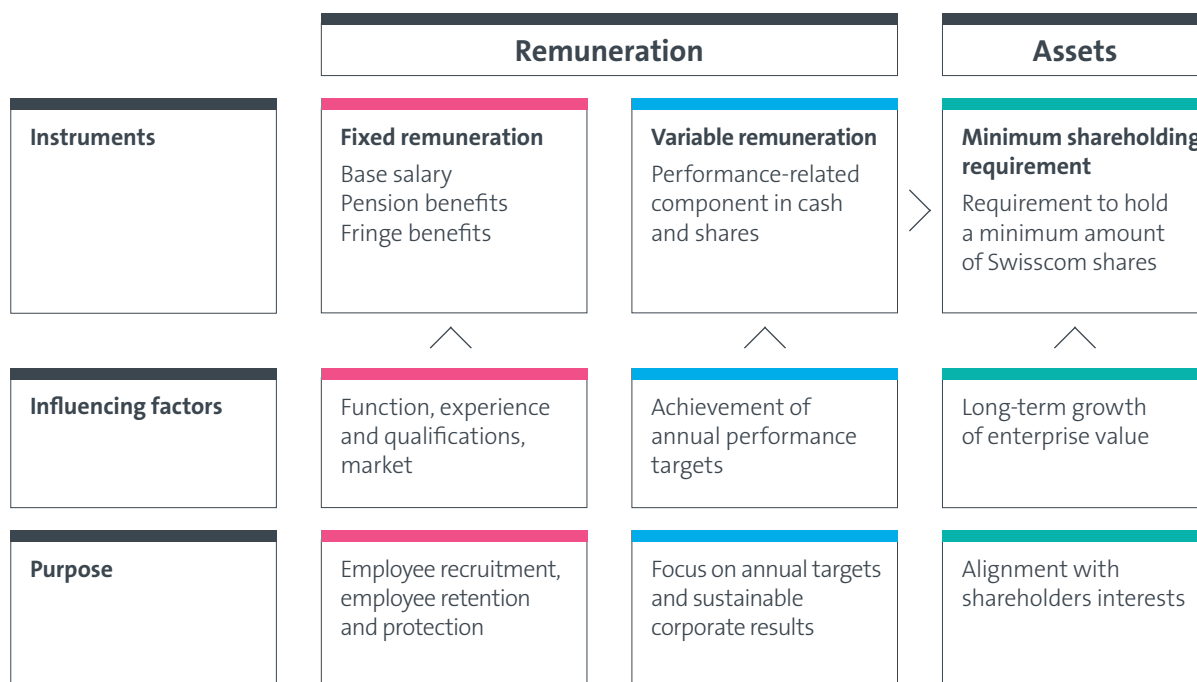 Remuneration
Assets
Instruments
Fixed remuneration
Base salary
Pension benefits
Fringe benefits
Variable remuneration
Performance-related
component in cash
and shares
Minimum shareholding
requirement
Requirement to hold
a minimum amount
of Swisscom shares
Influencing factors
Function, experience
and qualifications,
market
Achievement of
annual performance
targets
Long-term growth
of enterprise value
Purpose
Employee recruitment,
employee retention
and protection
Focus on annual targets
and sustainable
corporate results
Alignment with
shareholders interests